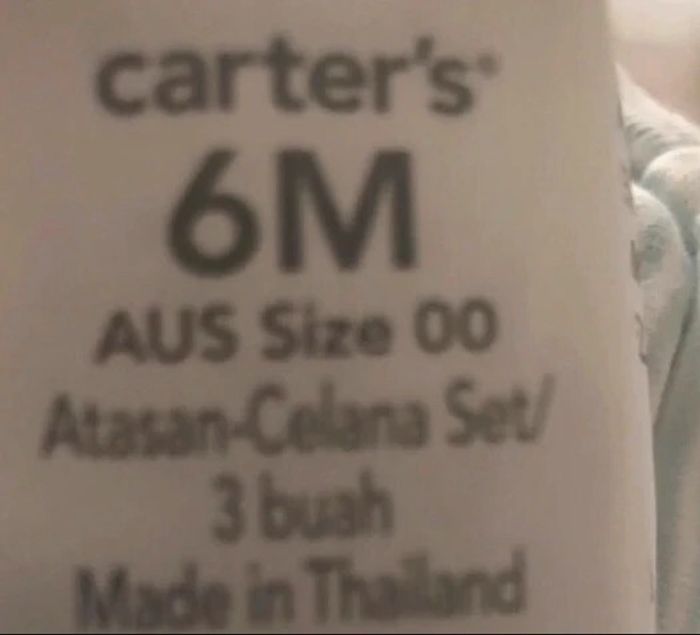 carter's
6M
AUS Size 00
Atasan-Celana Set/
3 buah
Made in Thailand